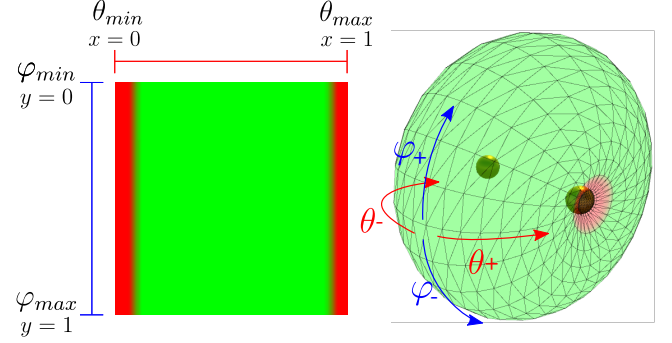 θmin θmax
x = 0 x = 1
φmin
y = 0
φmax
y = 1
φ+
θ-
θ+
φ-